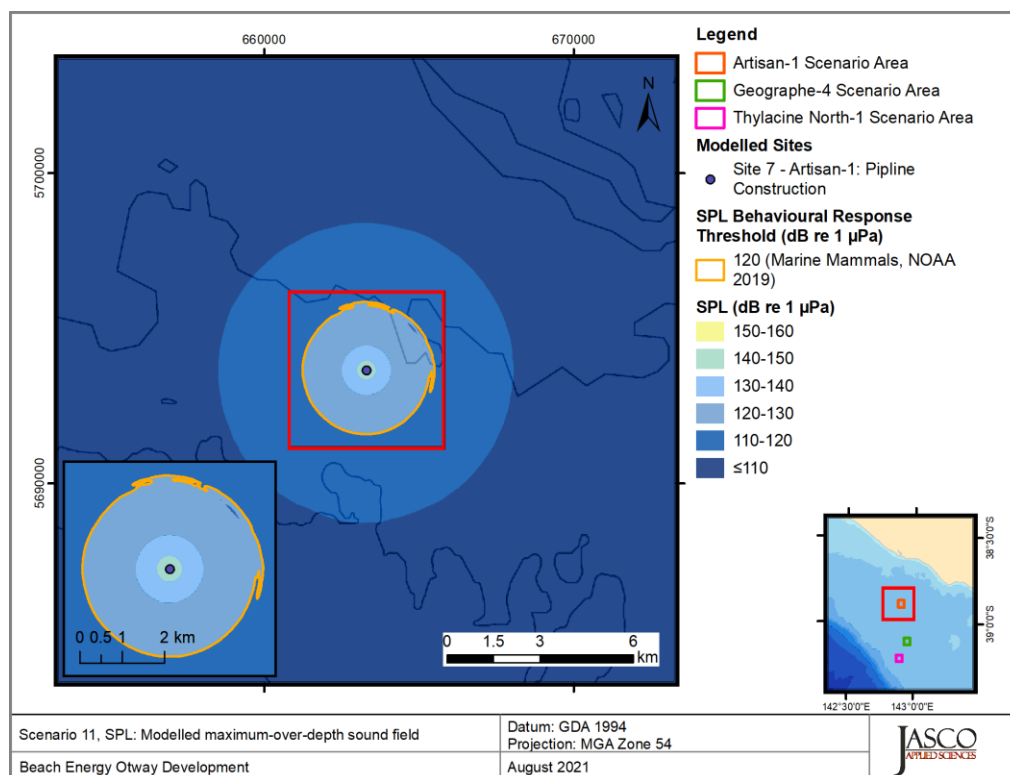 660000
670000
5700000
5690000
N
0 0.5 1 2 km
0 1.5 3 6
km
Legend
Artisan-1 Scenario Area
Geographe-4 Scenario Area
Thylacine North-1 Scenario Area
Modelled Sites
Site 7 - Artisan-1: Pipline
Construction
SPL Behavioural Response
Threshold (dB re 1 µPa)
120 (Marine Mammals, NOAA
2019)
SPL (dB re 1 µPa)
150-160
140-150
130-140
120-130
110-120
≤110
38°30'0"S
39°0'0"S
142°30'0"E
143°0'0"E
Scenario 11, SPL: Modelled maximum-over-depth sound field
Datum: GDA 1994
Projection: MGA Zone 54
Beach Energy Otway Development
August 2021
JASCO
APPLIED SCIENCES